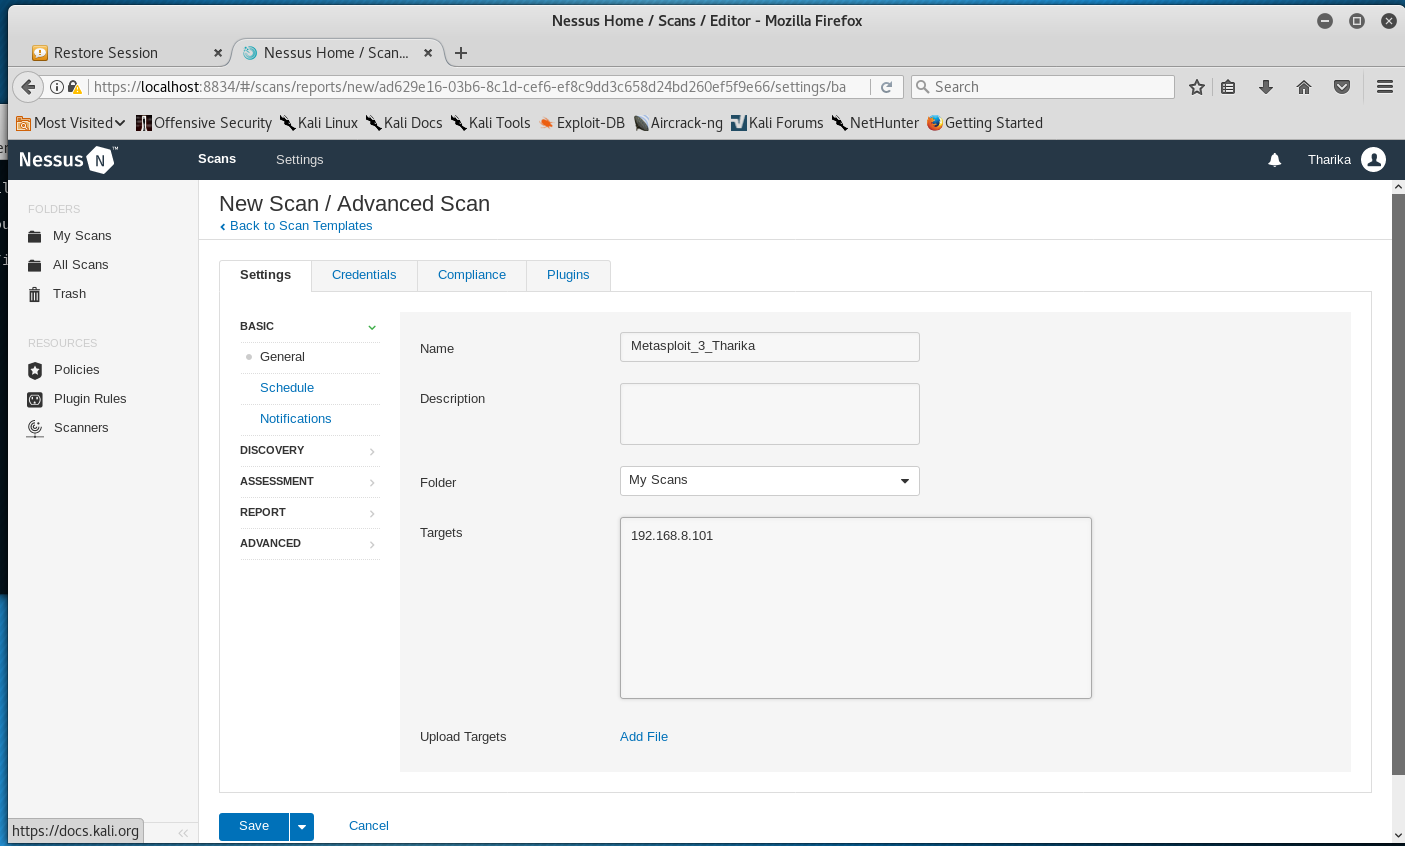 Nessus Home / Scans / Editor - Mozilla Firefox
Restore Session
Nessus Home / Scan...
https://localhost:8834/#/scans/reports/new/ad629e16-03b6-8c1d-cef6-ef8c9dd3c658d24bd260ef5f9e66/settings/ba
Search
Most Visited
Offensive Security
Kali Linux
Kali Docs
Kali Tools
Exploit-DB
Aircrack-ng
Kali Forums
NetHunter
Getting Started
Nessus N ™
Scans
Settings
Tharika
FOLDERS
My Scans
All Scans
Trash
RESOURCES
Policies
Plugin Rules
Scanners
New Scan / Advanced Scan
Back to Scan Templates
Settings
Credentials
Compliance
Plugins
BASIC
General
Schedule
Notifications
DISCOVERY
ASSESSMENT
REPORT
ADVANCED
Name
Metasploit_3_Tharika
Description
Folder
My Scans
Targets
192.168.8.101
Upload Targets
Add File
Save
Cancel
https://docs.kali.org